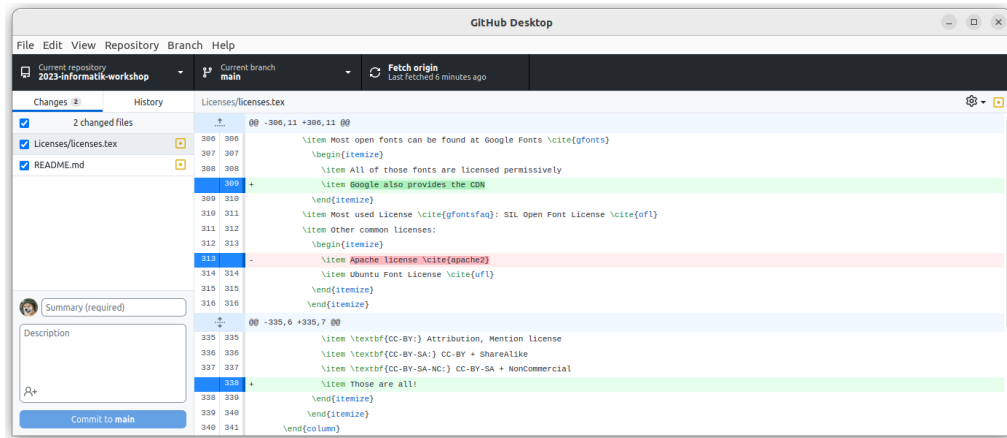 GitHub Desktop
File Edit View Repository Branch Help
Current repository
2023-informatik-workshop
Current branch
main
Fetch origin
Last fetched 6 minutes ago
Changes 2 History
Licenses/licenses.tex
2 changed files
Licenses/licenses.tex
README.md
@@ -306,11 +306,11 @@
306 306 \item Most open fonts can be found at Google Fonts \cite{gfonts}
307 307 \begin{itemize}
308 308 \item All of those fonts are licensed permissively
309 + \item Google also provides the CDN
309 310 \end{itemize}
310 311 \item Most used License \cite{gfontsfaq}: SIL Open Font License \cite{ofl}
311 312 \item Other common licenses:
312 313 \begin{itemize}
313 - \item Apache license \cite{apache2}
314 314 \item Ubuntu Font License \cite{ufl}
315 315 \end{itemize}
316 316 \end{itemize}
@@ -335,6 +335,7 @@
335 335 \item \textbf{CC-BY:} Attribution, Mention license
336 336 \item \textbf{CC-BY-SA:} CC-BY + ShareAlike
337 337 \item \textbf{CC-BY-SA-NC:} CC-BY-SA + NonCommercial
338 + \item Those are all!
338 339 \end{itemize}
339 340 \end{itemize}
340 341 \end{column}
Summary (required)
Description
Commit to main